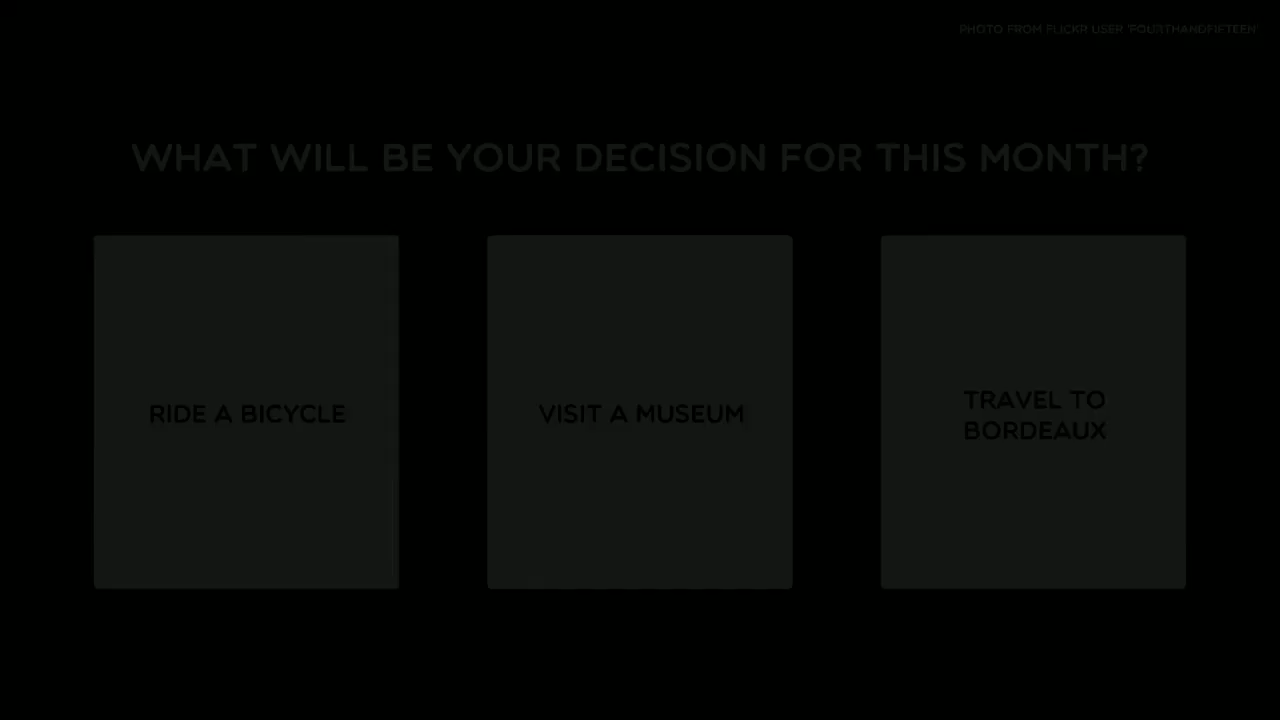 PHOTO FROM FLICKR USER 'FOURTHANDFIFTEEN'
WHAT WILL BE YOUR DECISION FOR THIS MONTH?
RIDE A BICYCLE
VISIT A MUSEUM
TRAVEL TO
BORDEAUX